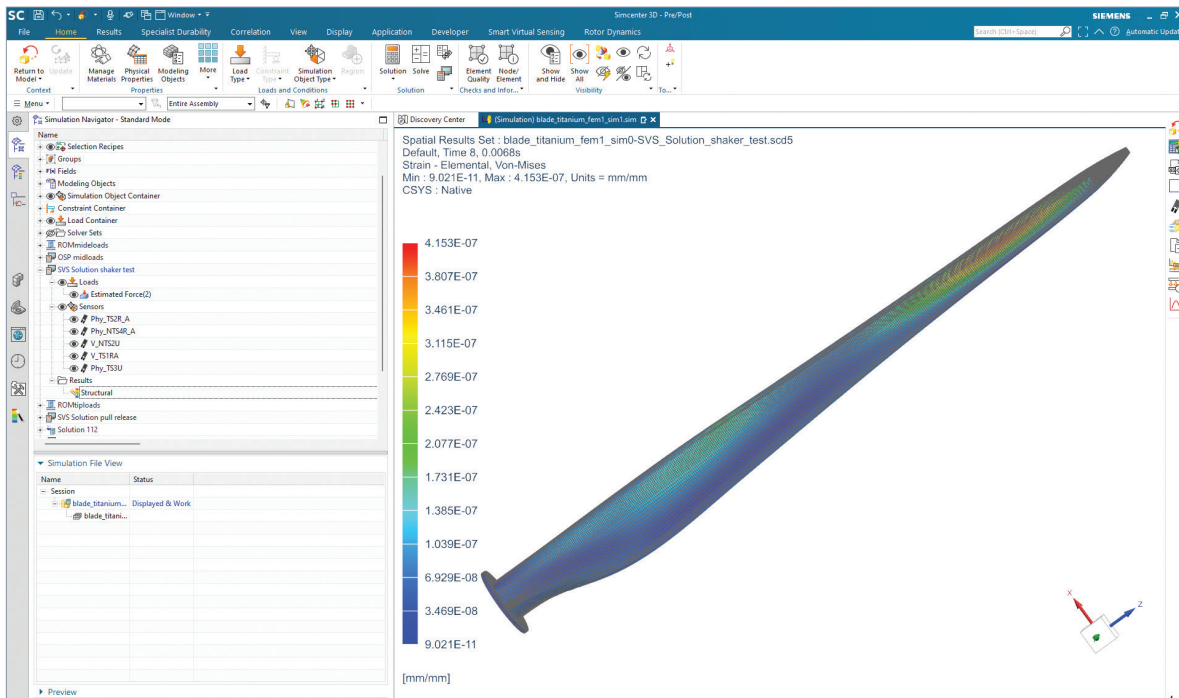 SC
Window
Simcenter 3D - Pre/Post
SIEMENS
File Home Results Specialist Durability Correlation View Display Application Developer Smart Virtual Sensing Rotor Dynamics
Search (Ctrl+Space)
Automatic Updat
Return to Model
Update
Manage Materials
Physical Properties
Modeling Objects
More
Load Type
Constraint Type
Simulation Object Type
Region
Solution
Solve
Element Quality
Node/ Element
Show and Hide
Show All
Context
Properties
Loads and Conditions
Solution
Checks and Infor...
Visibility
To...
Menu
Entire Assembly
Simulation Navigator - Standard Mode
Name
Selection Recipes
Groups
Fields
Modeling Objects
Simulation Object Container
Constraint Container
Load Container
Solver Sets
ROMmideloads
OSP midloads
SVS Solution shaker test
Loads
Estimated Force(2)
Sensors
Phy_TS2R_A
Phy_NTS4R_A
V_NTS2U
V_TS1RA
Phy_TS3U
Results
Structural
ROMtiploads
SVS Solution pull release
Solution 112
Simulation File View
Name Status
Session
blade_titanium... Displayed & Work
blade_titani...
Preview
Discovery Center
(Simulation) blade_titanium_fem1_sim1.sim
Spatial Results Set : blade_titanium_fem1_sim0-SVS_Solution_shaker_test.scd5
Default, Time 8, 0.0068s
Strain - Elemental, Von-Mises
Min : 9.021E-11, Max : 4.153E-07, Units = mm/mm
CSYS : Native
4.153E-07
3.807E-07
3.461E-07
3.115E-07
2.769E-07
2.423E-07
2.077E-07
1.731E-07
1.385E-07
1.039E-07
6.929E-08
3.469E-08
9.021E-11
[mm/mm]
X
Z